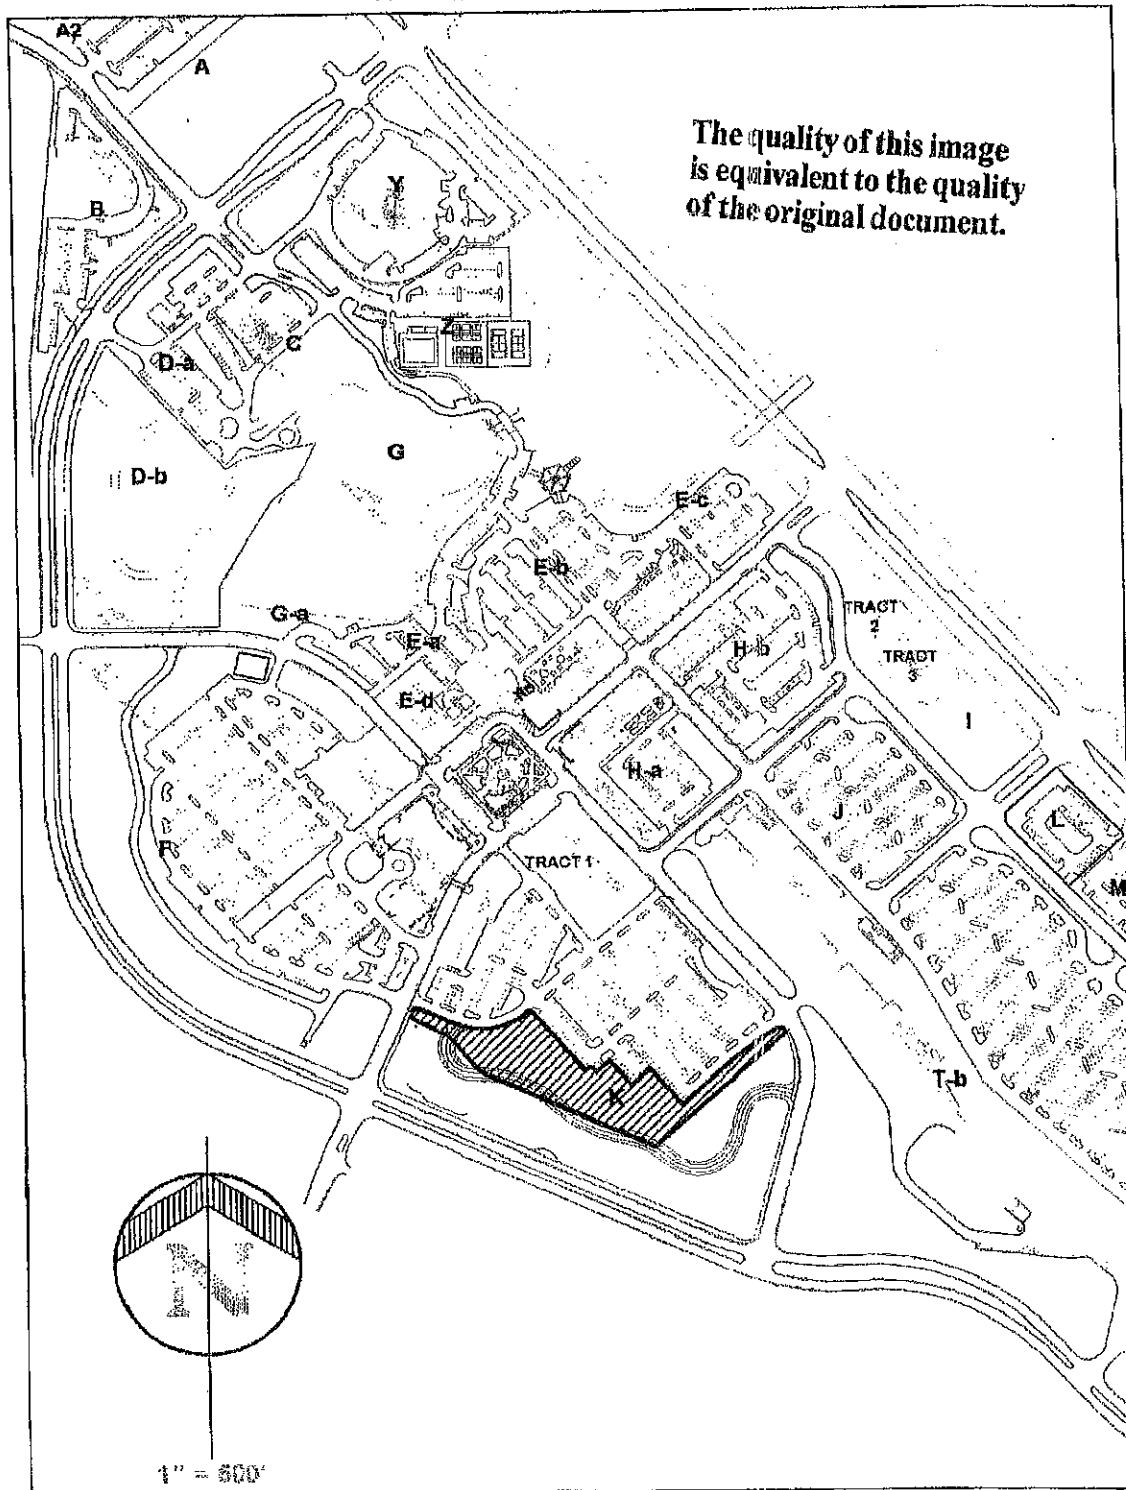 A2
A
The quality of this image
is equivalent to the quality
of the original document.
Y
B
Z
C
D-a
G
D-b
E-c
E-b
G-a
TRACT
2
E-a
H-b
TRACT
3
E-d
I
H-a
J
L
F
TRACT 1
M
K
T-b
N
1" = 600'